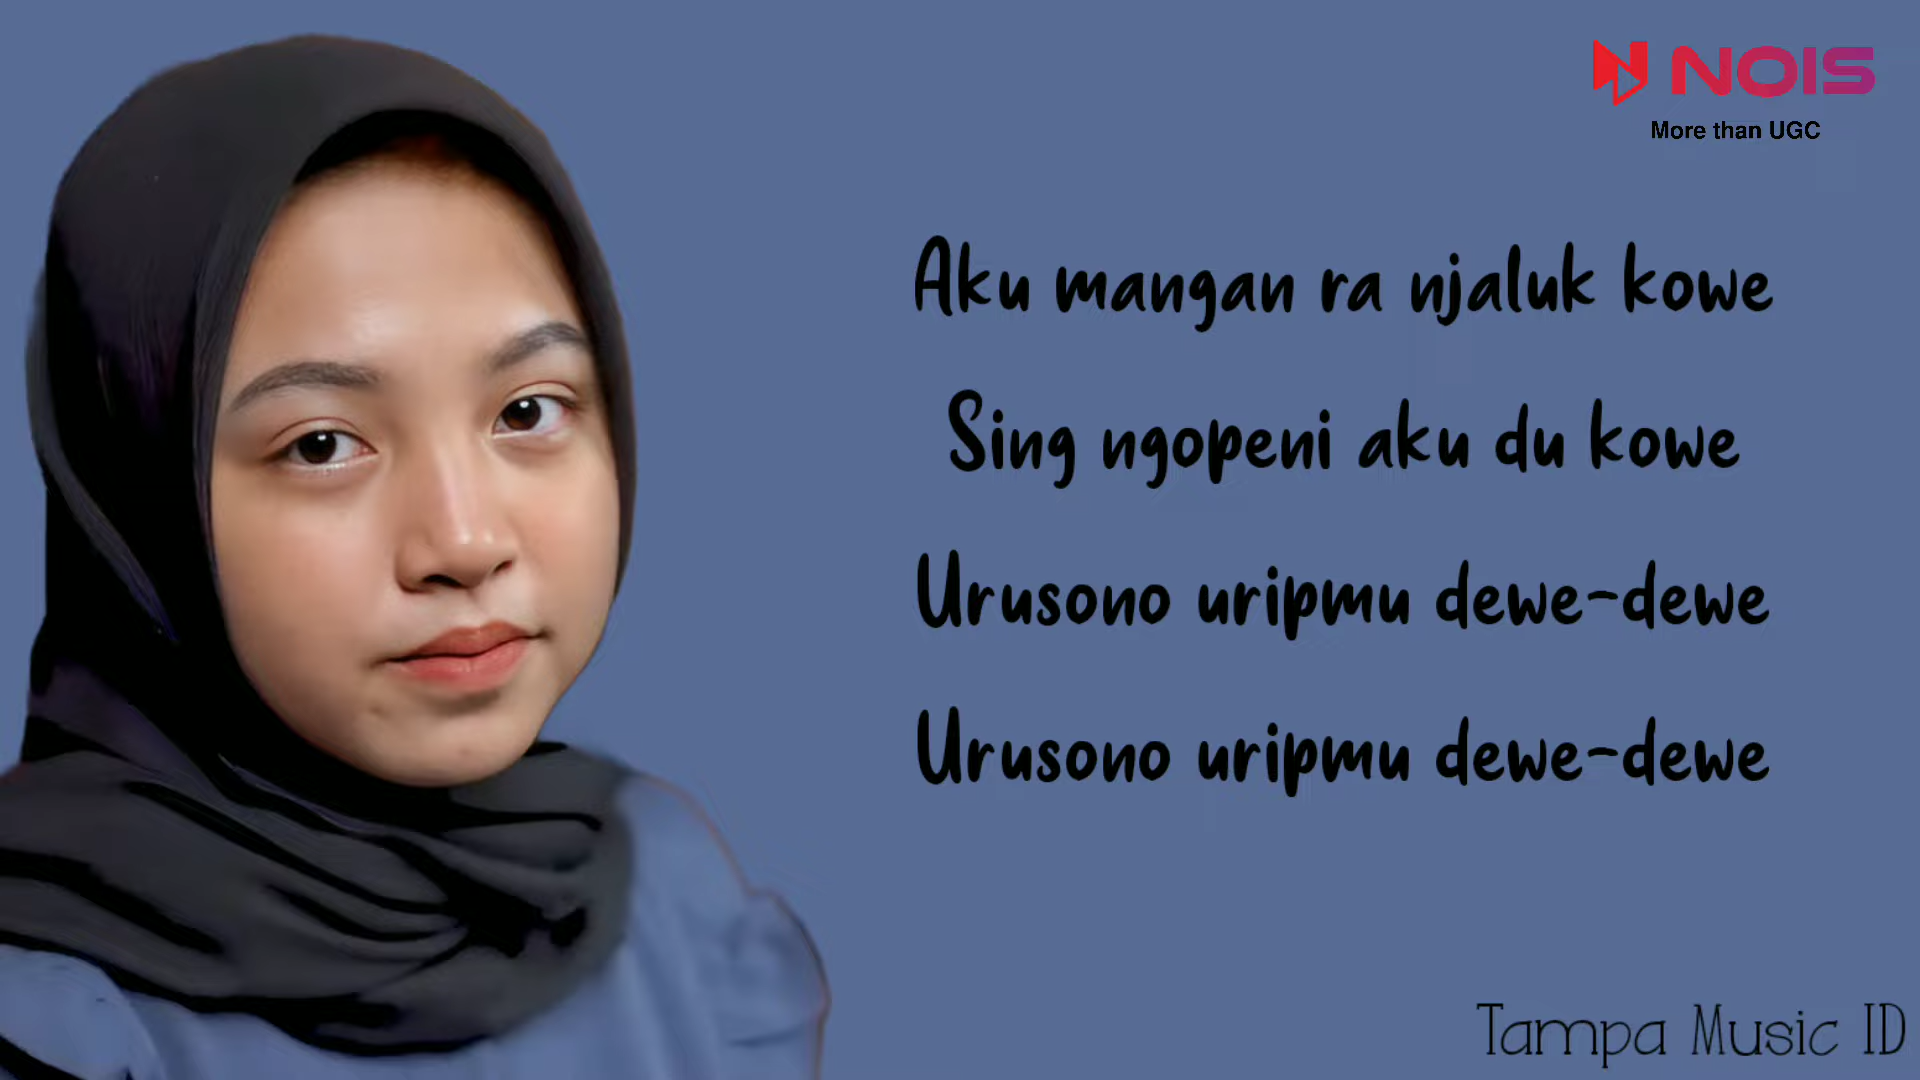 NOIS
More than UGC
Aku mangan ra njaluk kowe
Sing ngopeni aku du kowe
Urusono uripmu dewe-dewe
Urusono uripmu dewe-dewe
Tampa Music ID